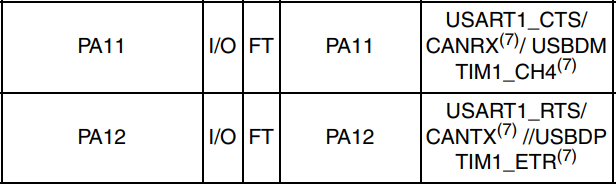 PA11 I/O FT PA11 USART1_CTS/
CANRX(7)/ USBDM
TIM1_CH4(7)
PA12 I/O FT PA12 USART1_RTS/
CANTX(7) //USBDP
TIM1_ETR(7)